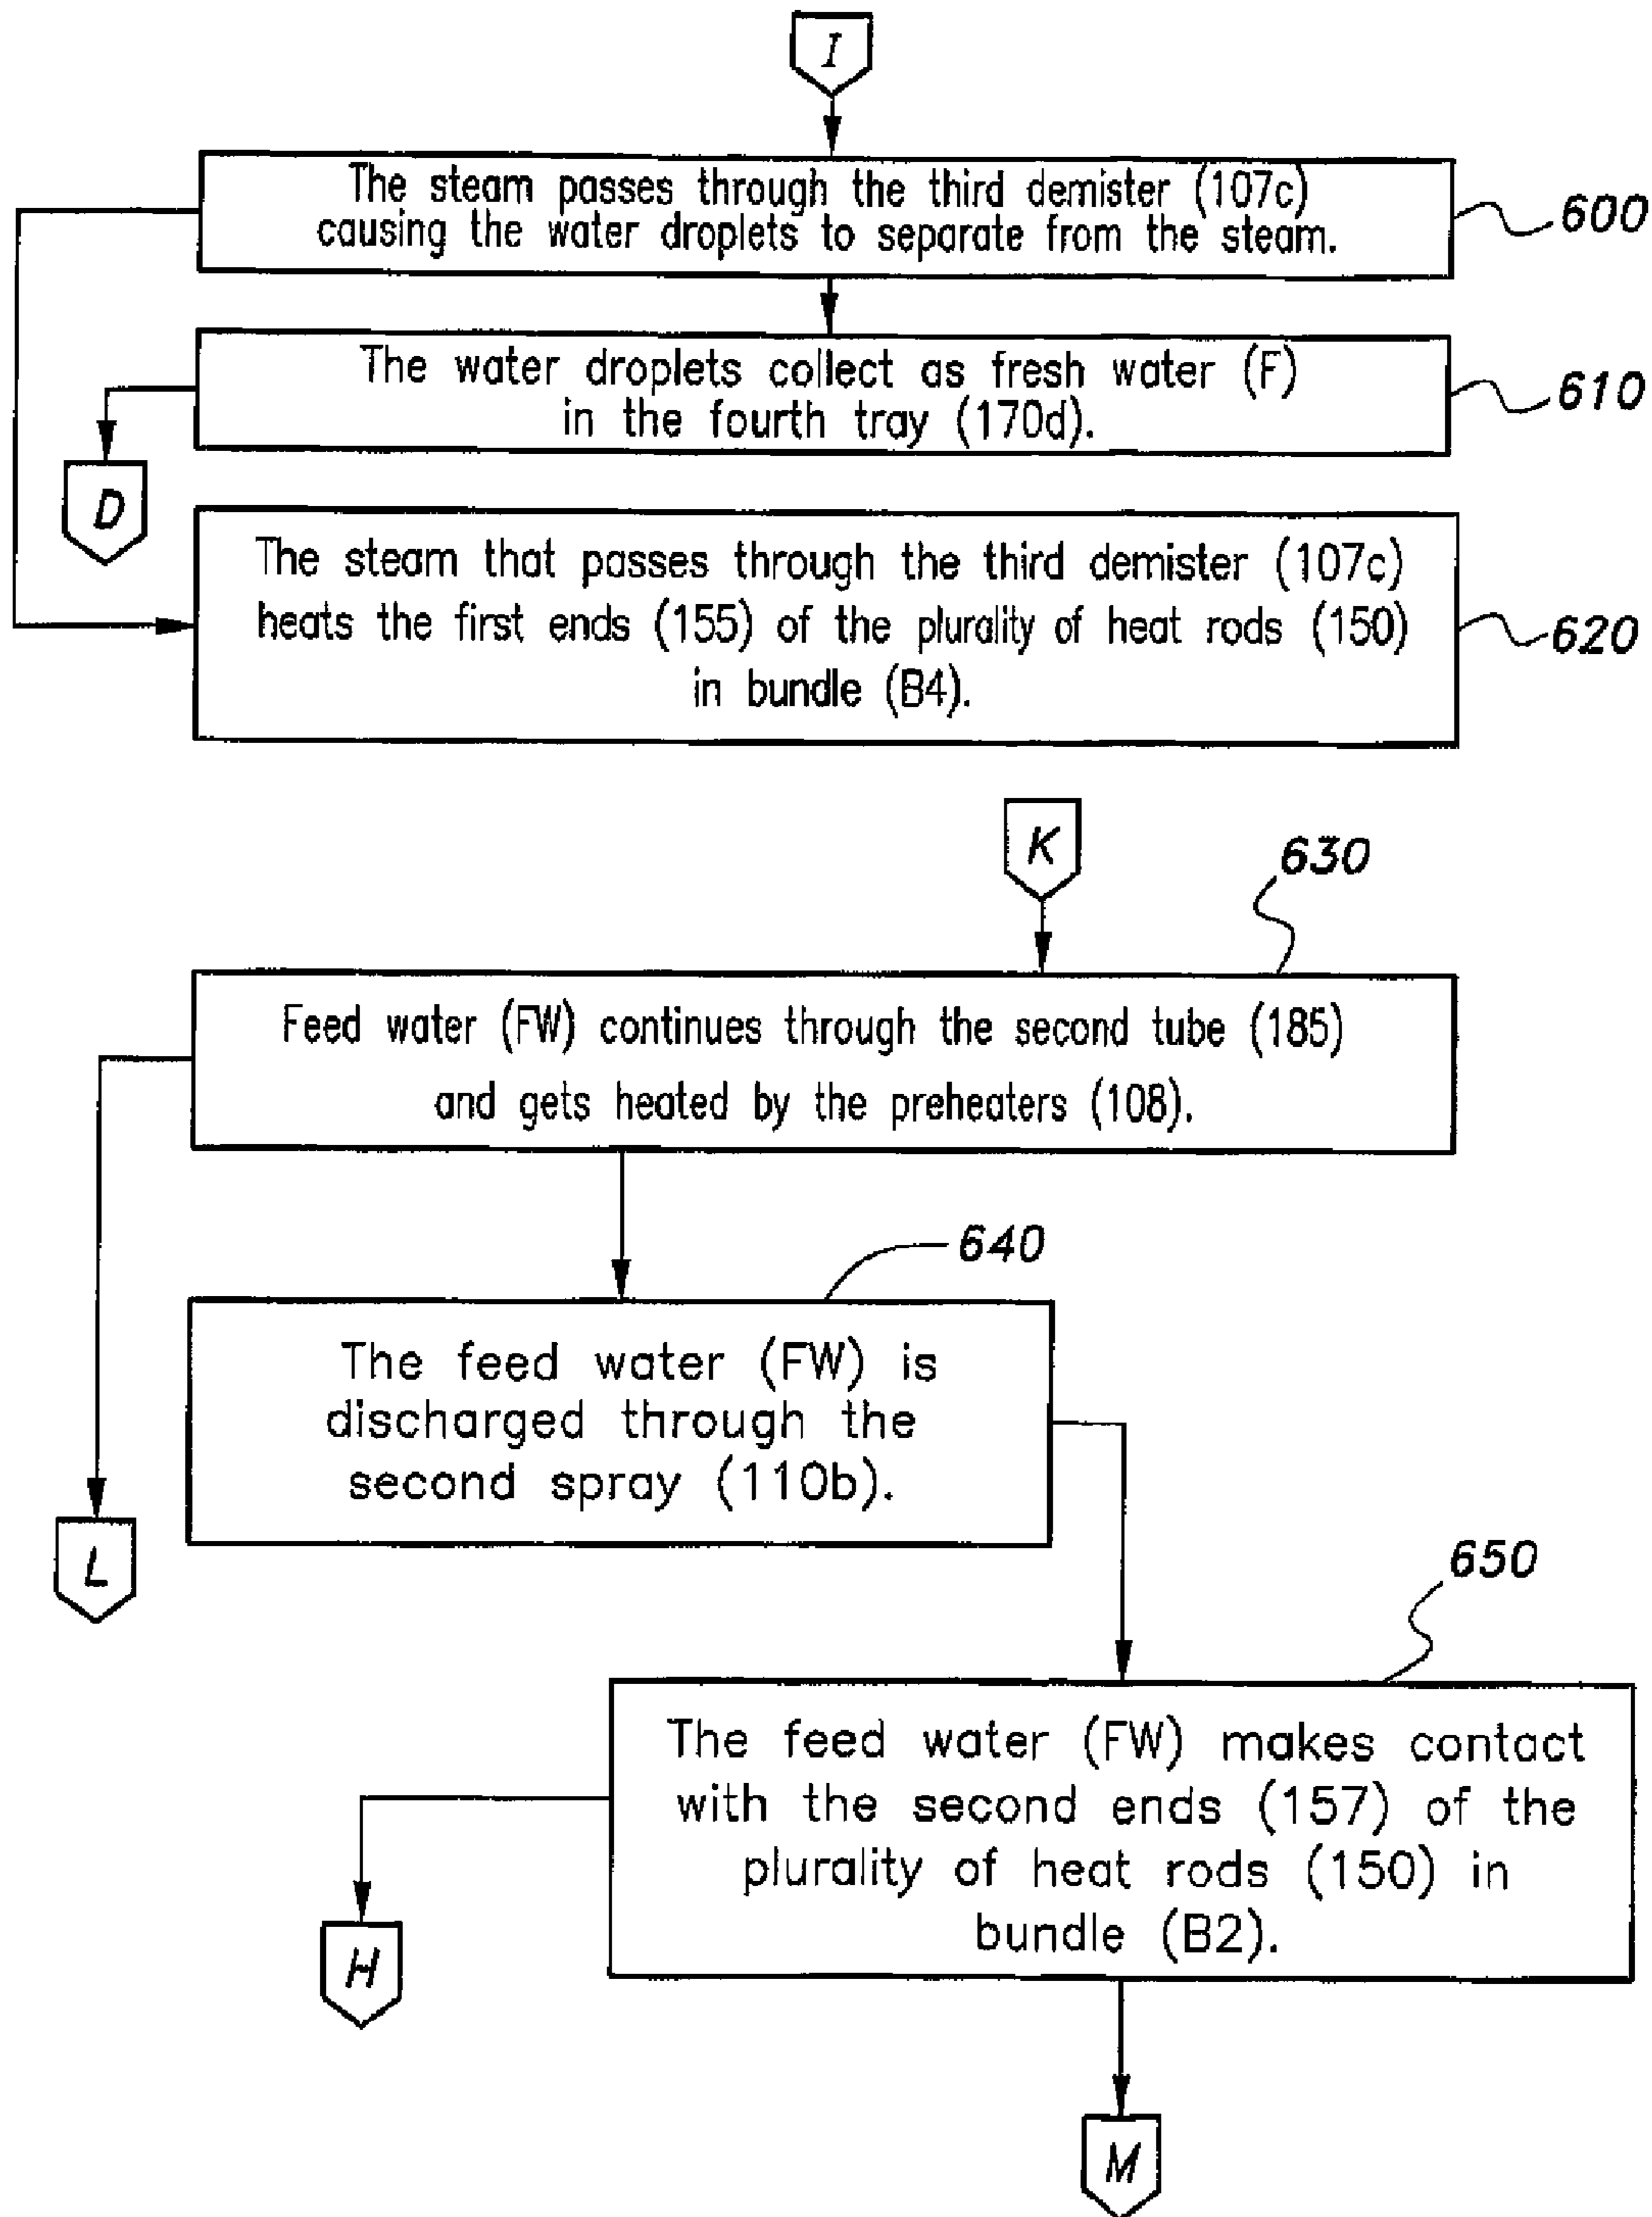 I
The steam passes through the third demister (107c)
causing the water droplets to separate from the steam.
600
The water droplets collect as fresh water (F)
in the fourth tray (170d).
610
D
The steam that passes through the third demister (107c)
heats the first ends (155) of the plurality of heat rods (150)
in bundle (B4).
620
K
630
Feed water (FW) continues through the second tube (185)
and gets heated by the preheaters (108).
640
The feed water (FW) is
discharged through the
second spray (110b).
L
650
The feed water (FW) makes contact
with the second ends (157) of the
plurality of heat rods (150) in
bundle (B2).
H
M